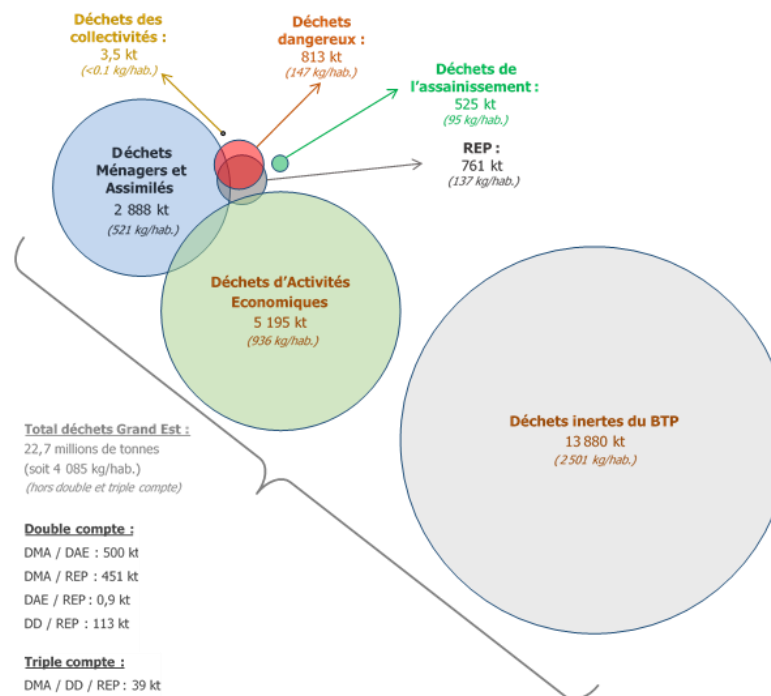 Déchets des
collectivités :
3,5 kt
(<0.1 kg/hab.)
Déchets
dangereux :
813 kt
(147 kg/hab.)
Déchets de
l'assainissement :
525 kt
(95 kg/hab.)
REP :
761 kt
(137 kg/hab.)
Déchets
Ménagers et
Assimilés
2 888 kt
(521 kg/hab.)
Déchets d'Activités
Economiques
5 195 kt
(936 kg/hab.)
Déchets inertes du BTP
13 880 kt
(2 501 kg/hab.)
Total déchets Grand Est :
22,7 millions de tonnes
(soit 4 085 kg/hab.)
(hors double et triple compte)
Double compte :
DMA / DAE : 500 kt
DMA / REP : 451 kt
DAE / REP : 0,9 kt
DD / REP : 113 kt
Triple compte :
DMA / DD / REP : 39 kt